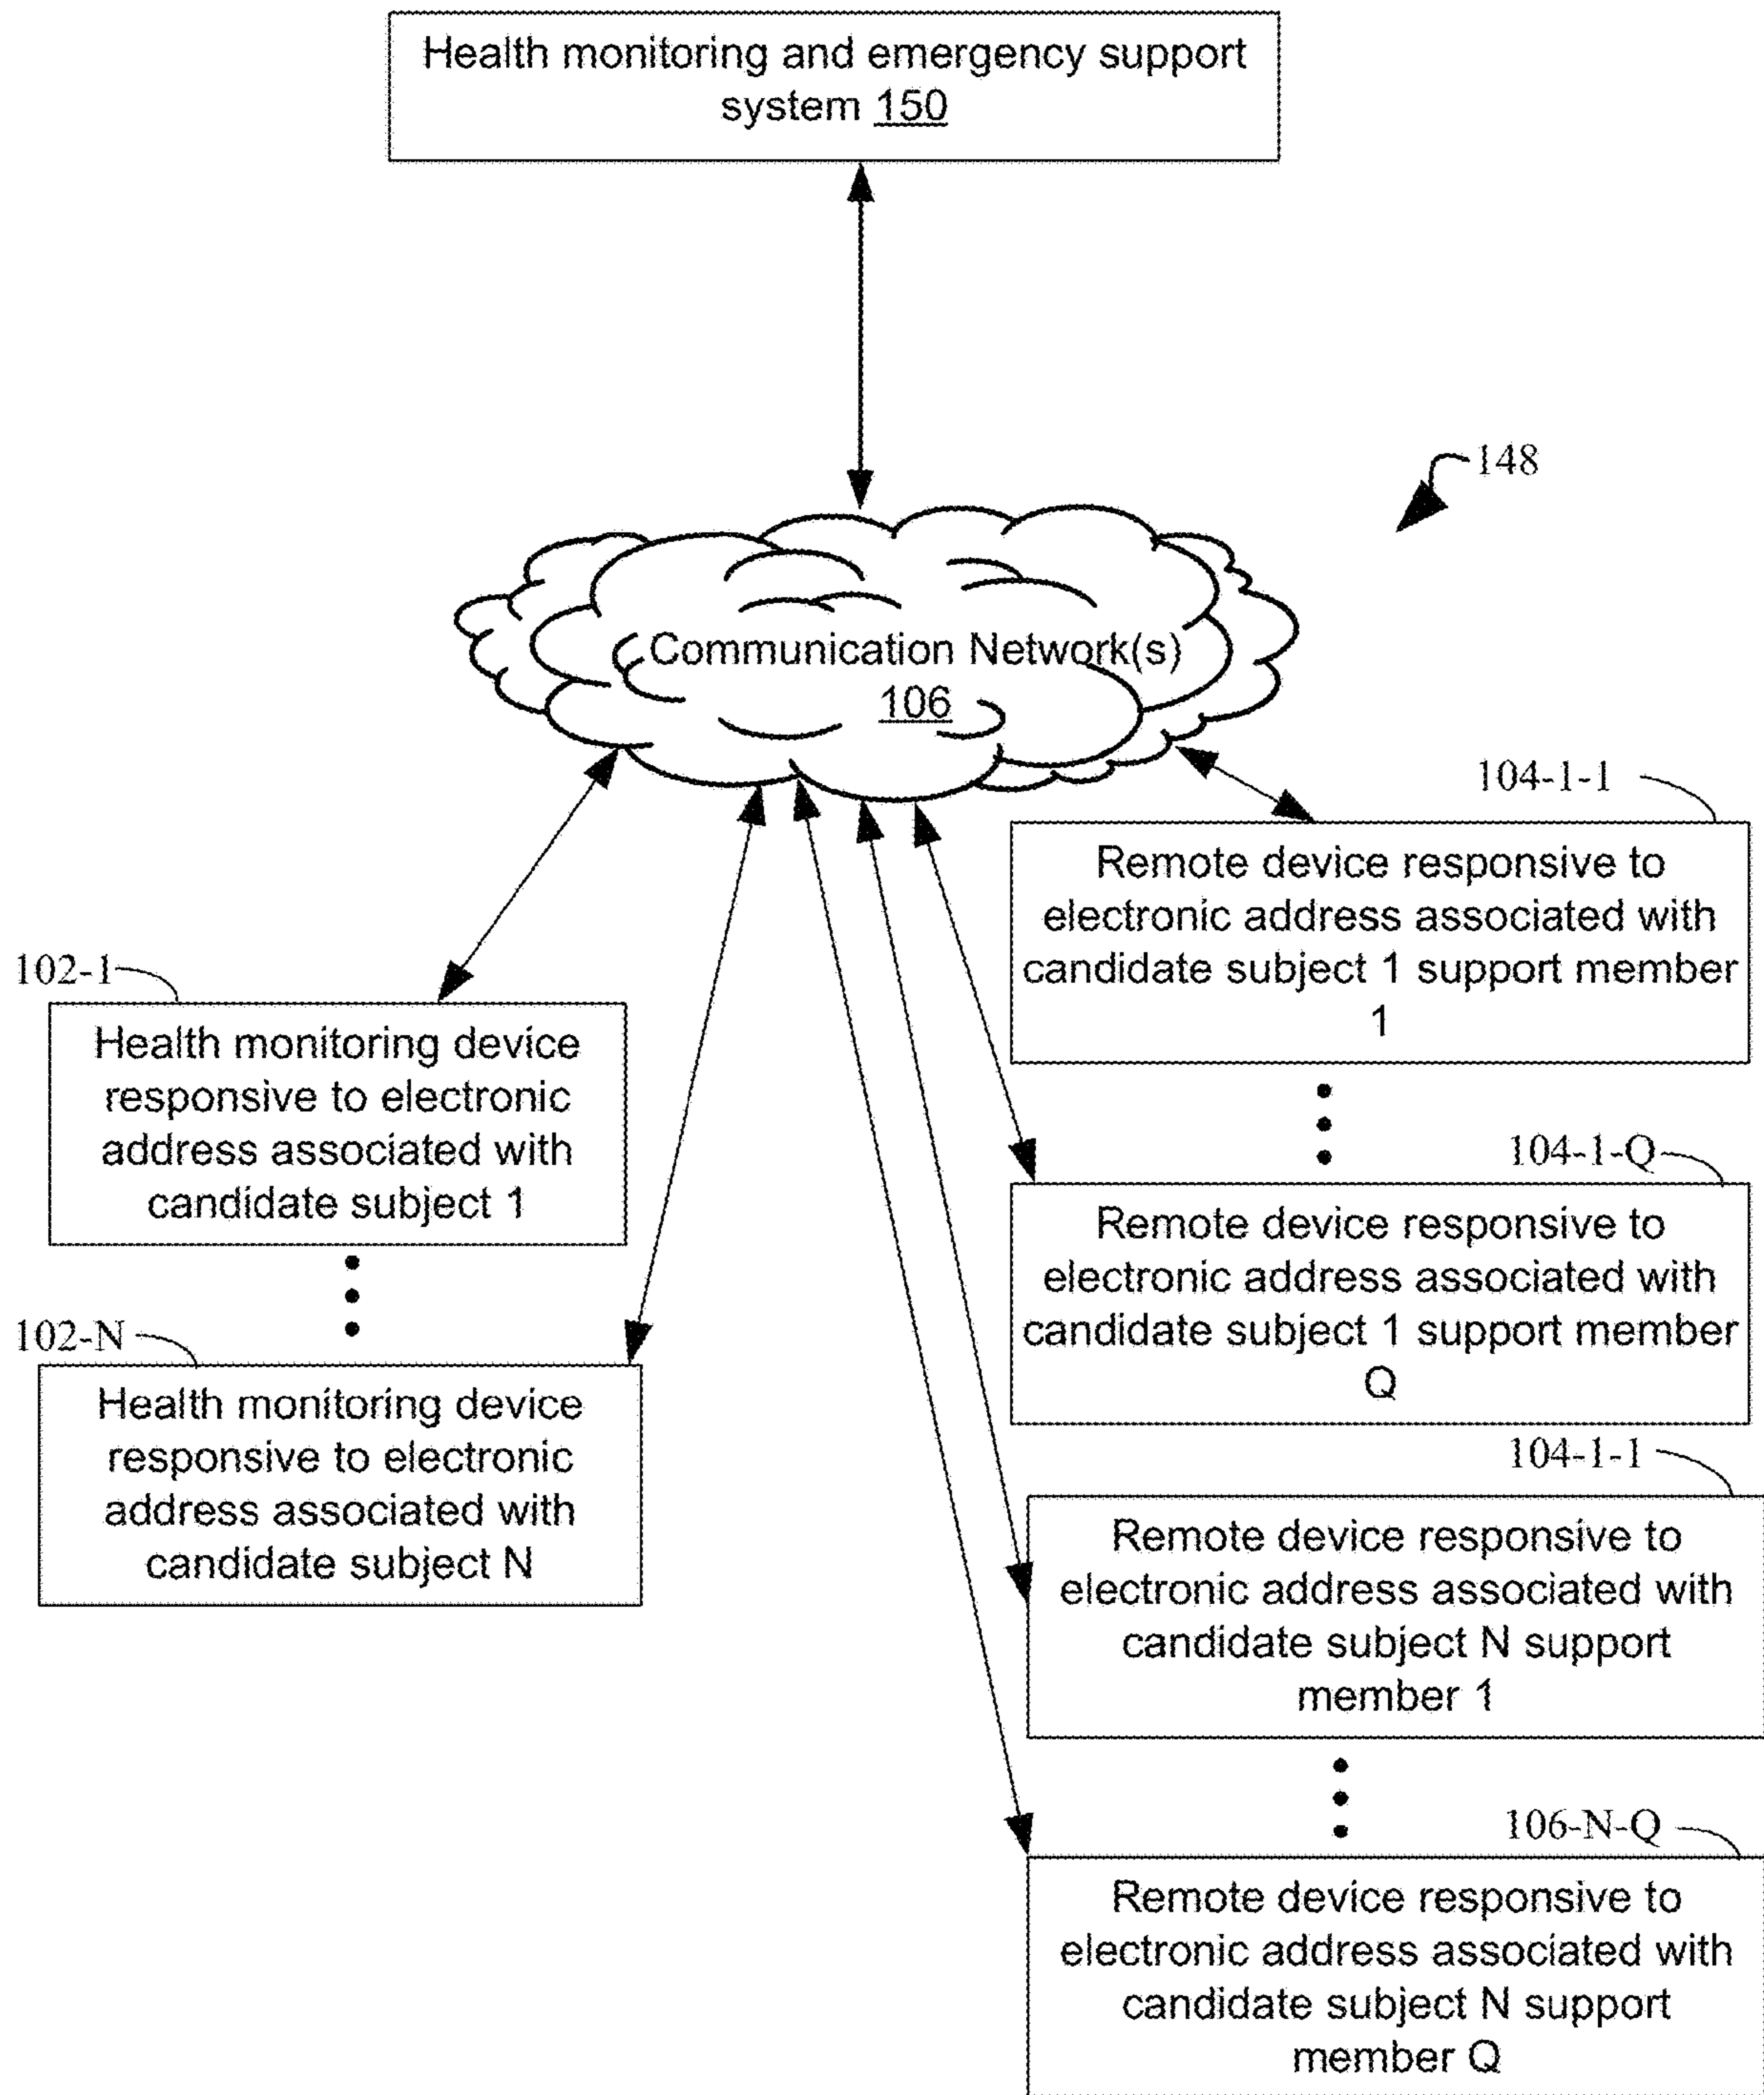 Health monitoring and emergency support
system 150
148
Communication Network(s)
106
102-1
Health monitoring device
responsive to electronic
address associated with
candidate subject 1
102-N
Health monitoring device
responsive to electronic
address associated with
candidate subject N
104-1-1
Remote device responsive to
electronic address associated with
candidate subject 1 support member
1
104-1-Q
Remote device responsive to
electronic address associated with
candidate subject 1 support member
Q
104-1-1
Remote device responsive to
electronic address associated with
candidate subject N support
member 1
106-N-Q
Remote device responsive to
electronic address associated with
candidate subject N support
member Q